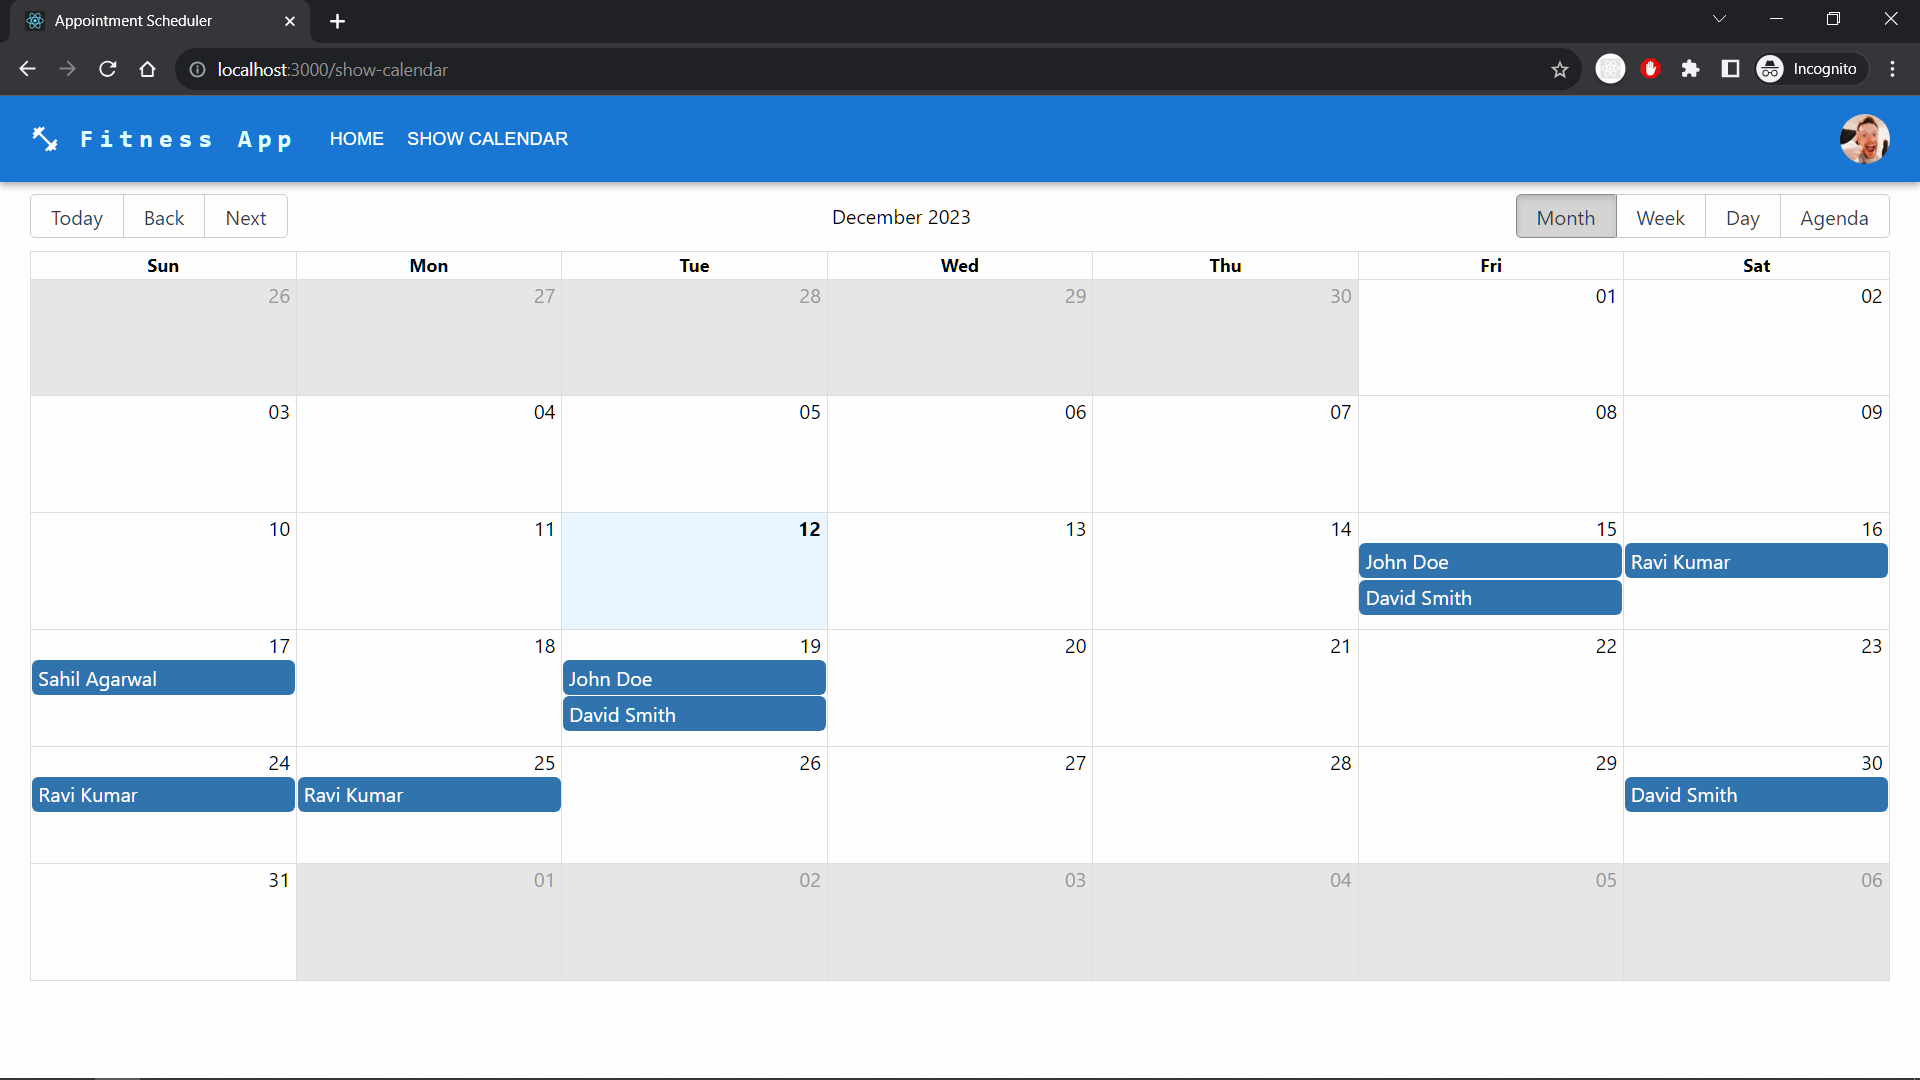 Appointment Scheduler
localhost:3000/show-calendar
Incognito
Fitness App HOME SHOW CALENDAR
Today Back Next December 2023 Month Week Day Agenda
Sun Mon Tue Wed Thu Fri Sat
26 27 28 29 30 01 02
03 04 05 06 07 08 09
10 11 12 13 14 15 16
John Doe Ravi Kumar
David Smith
17 18 19 20 21 22 23
Sahil Agarwal John Doe
David Smith
24 25 26 27 28 29 30
Ravi Kumar Ravi Kumar David Smith
31 01 02 03 04 05 06